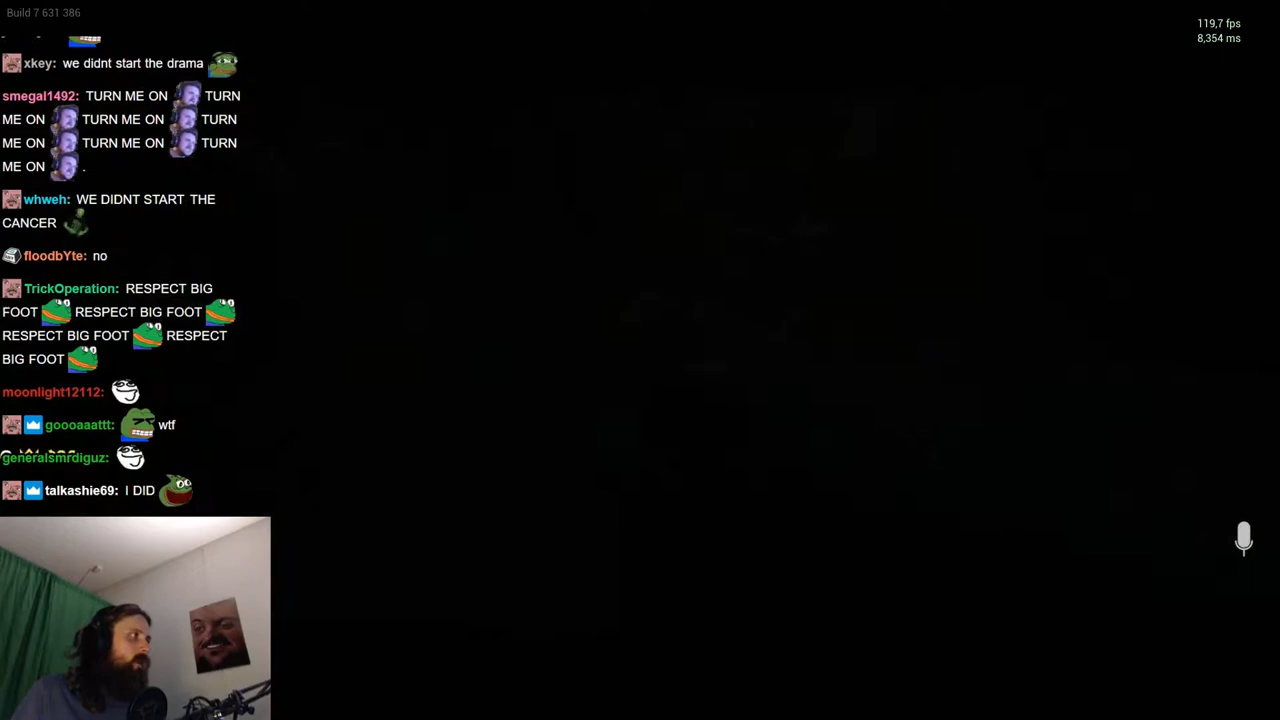 Build 7 631 386
119,7 fps
8,354 ms
xkey: we didnt start the drama
smegal1492: TURN ME ON TURN
ME ON TURN ME ON TURN
ME ON TURN ME ON TURN
ME ON .
whweh: WE DIDNT START THE
CANCER
floodbYte: no
TrickOperation: RESPECT BIG
FOOT RESPECT BIG FOOT
RESPECT BIG FOOT RESPECT
BIG FOOT
moonlight12112:
goooaaattt: wtf
generalsmrdiguz:
talkashie69: I DID